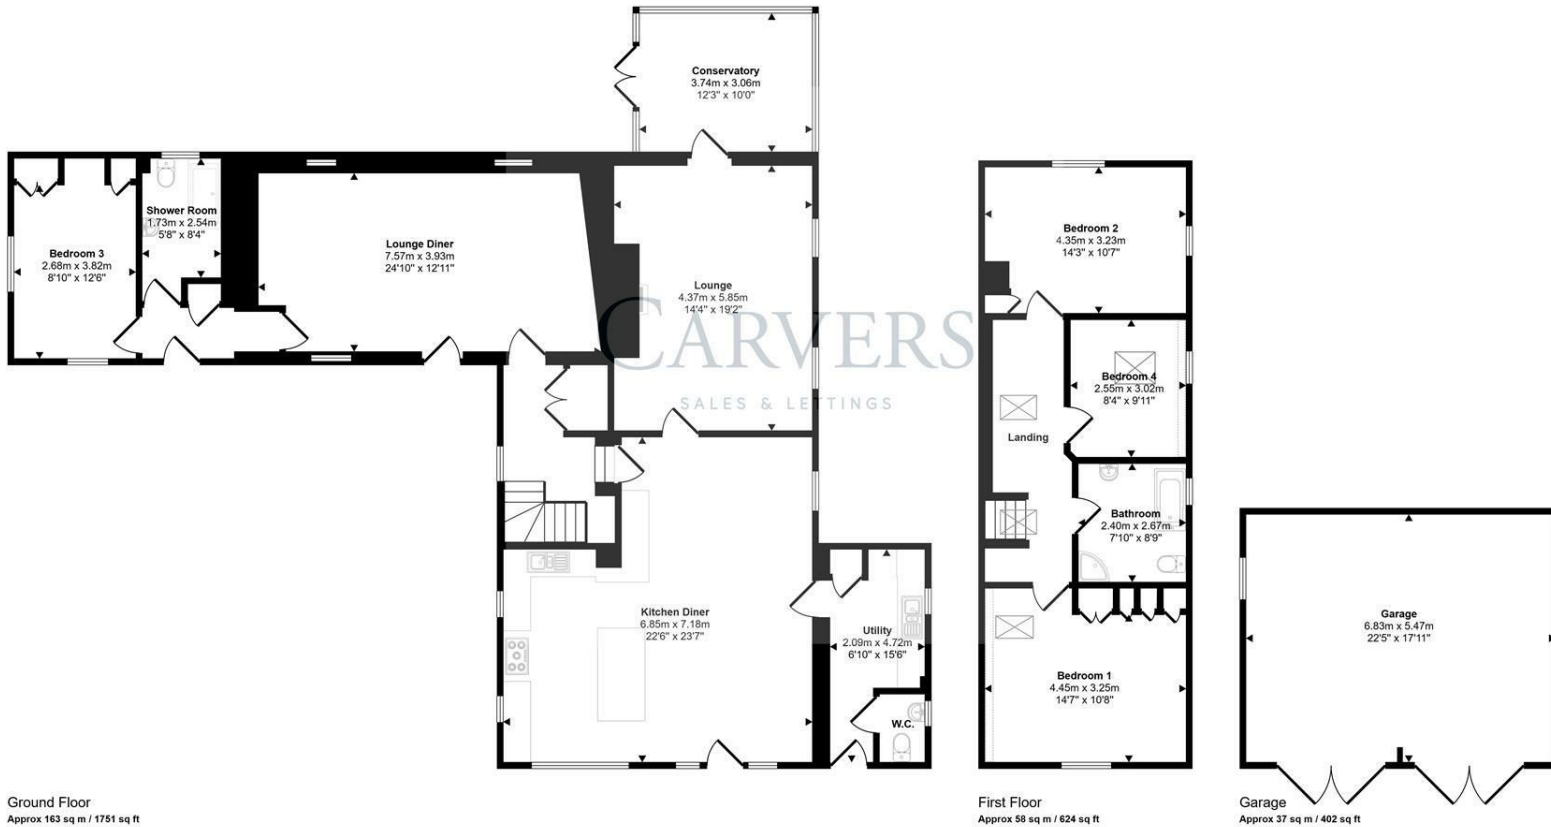 Conservatory
3.74m x 3.06m
12'3" x 10'0"
Bedroom 3
2.68m x 3.82m
8'10" x 12'6"
Shower Room
1.73m x 2.54m
5'8" x 8'4"
Lounge Diner
7.57m x 3.93m
24'10" x 12'11"
Lounge
4.37m x 5.85m
14'4" x 19'2"
CARVERS
SALES & LETTINGS
Kitchen Diner
6.85m x 7.18m
22'6" x 23'7"
Utility
2.09m x 4.72m
6'10" x 15'6"
W.C.
Bedroom 2
4.35m x 3.23m
14'3" x 10'7"
Bedroom 4
2.55m x 3.02m
8'4" x 9'11"
Landing
Bathroom
2.40m x 2.67m
7'10" x 8'9"
Bedroom 1
4.45m x 3.25m
14'7" x 10'8"
Garage
6.83m x 5.47m
22'5" x 17'11"
Ground Floor
Approx 163 sq m / 1751 sq ft
First Floor
Approx 58 sq m / 624 sq ft
Garage
Approx 37 sq m / 402 sq ft